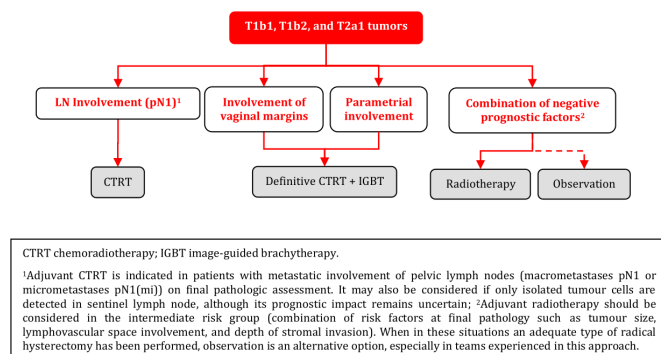 T1b1, T1b2, and T2a1 tumors
LN Involvement (pN1)¹
Involvement of
vaginal margins
Parametrial
involvement
Combination of negative
prognostic factors²
CTRT
Definitive CTRT + IGBT
Radiotherapy
Observation
CTRT chemoradiotherapy; IGBT image-guided brachytherapy.
¹Adjuvant CTRT is indicated in patients with metastatic involvement of pelvic lymph nodes (macrometastases pN1 or
micrometastases pN1(mi)) on final pathologic assessment. It may also be considered if only isolated tumour cells are
detected in sentinel lymph node, although its prognostic impact remains uncertain; ²Adjuvant radiotherapy should be
considered in the intermediate risk group (combination of risk factors at final pathology such as tumour size,
lymphovascular space involvement, and depth of stromal invasion). When in these situations an adequate type of radical
hysterectomy has been performed, observation is an alternative option, especially in teams experienced in this approach.